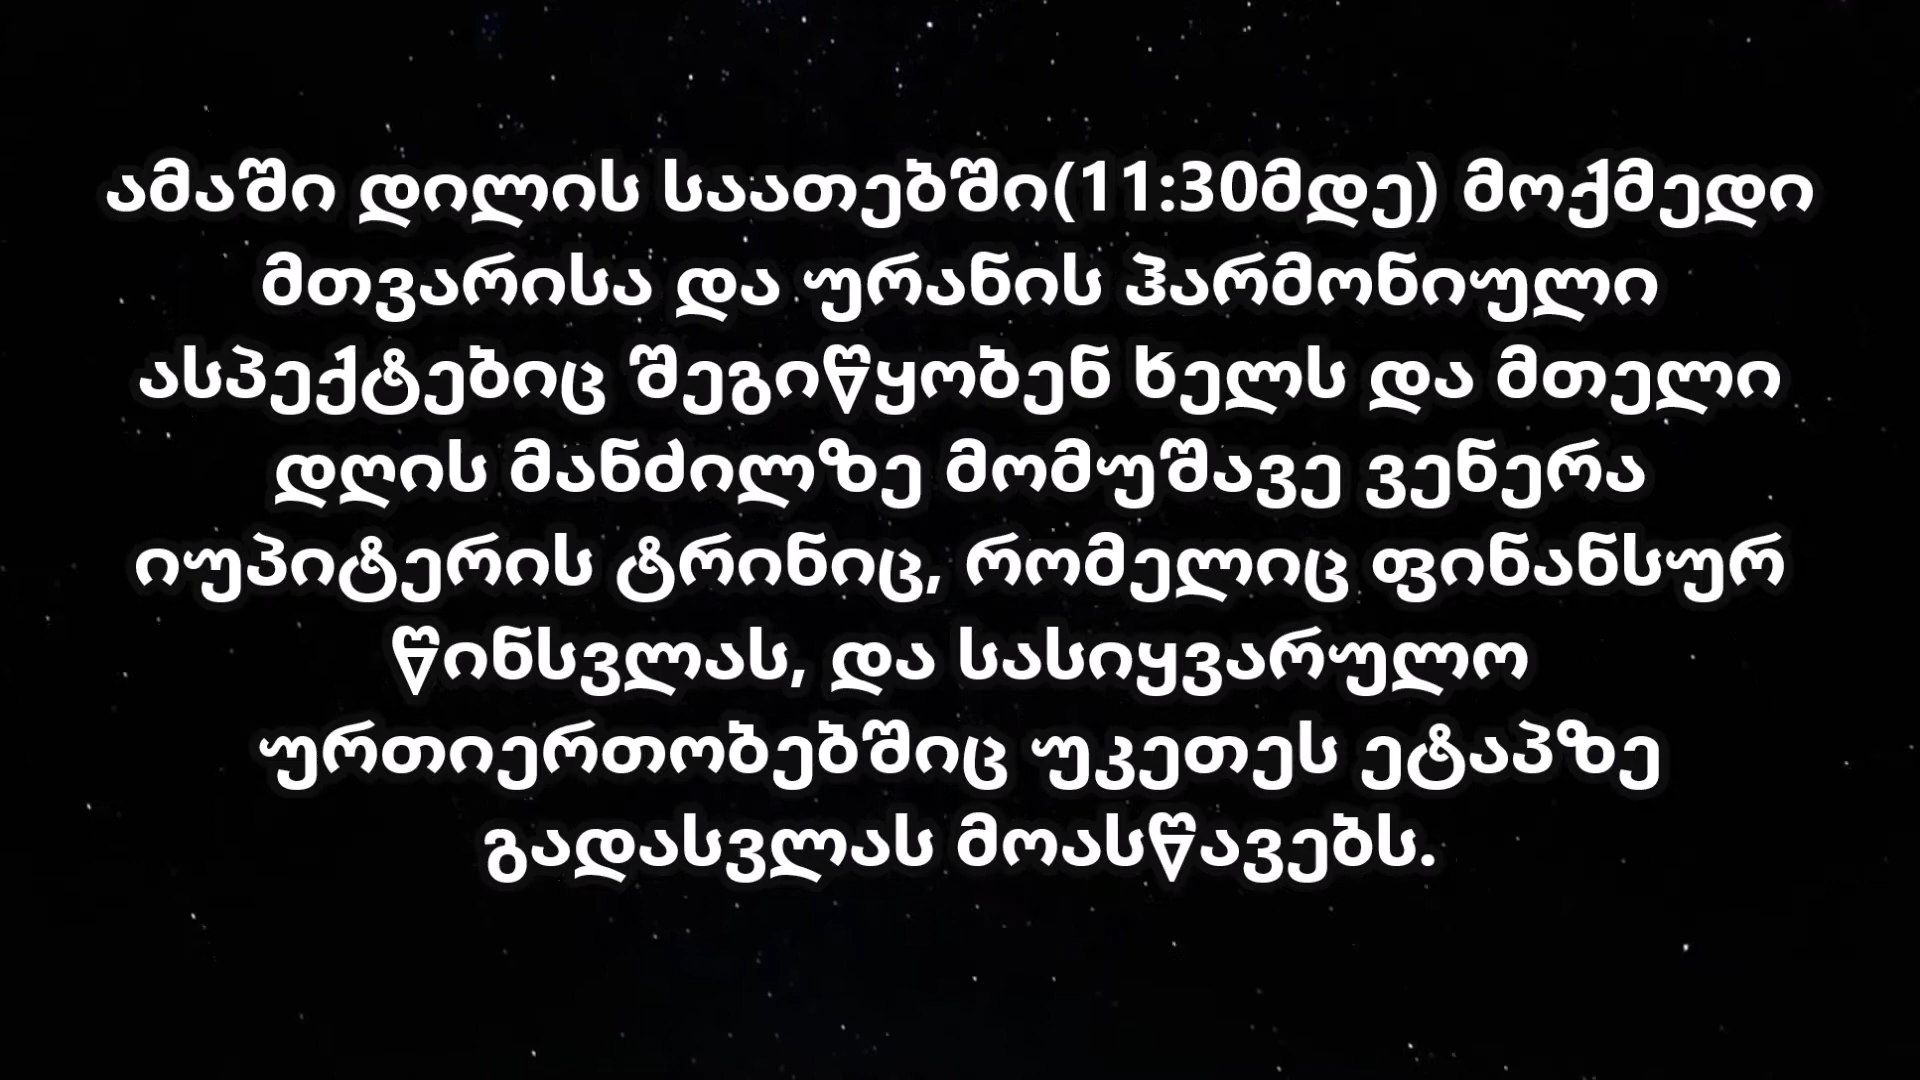 ამაში დილის საათებში(11:30მდე) მოქმედი
მთვარისა და ურანის ჰარმონიული
ასპექტებიც შეგიწყობენ ხელს და მთელი
დღის მანძილზე მომუშავე ვენერა
იუპიტერის ტრინიც, რომელიც ფინანსურ
წინსვლას, და სასიყვარულო
ურთიერთობებშიც უკეთეს ეტაპზე
გადასვლას მოასწავებს.